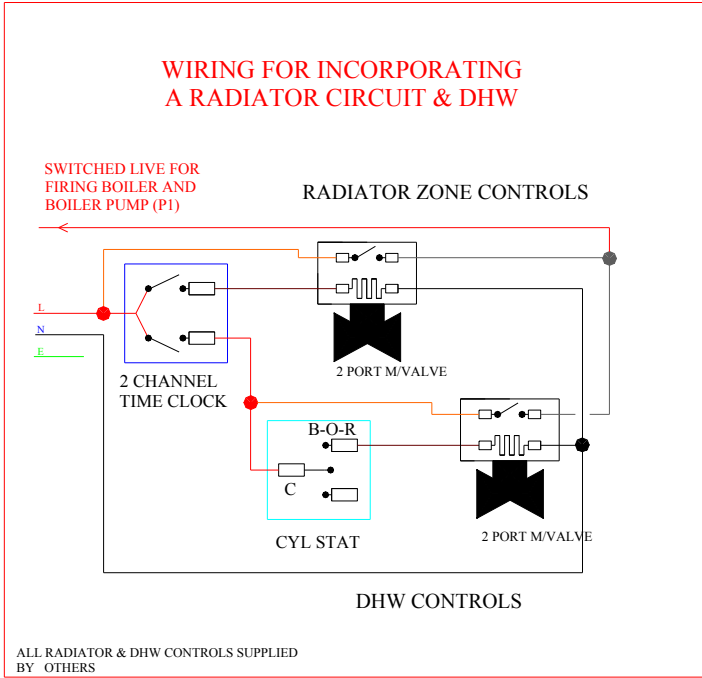 WIRING FOR INCORPORATING
A RADIATOR CIRCUIT & DHW
SWITCHED LIVE FOR
FIRING BOILER AND
BOILER PUMP (P1)
RADIATOR ZONE CONTROLS
L
N
E
2 PORT M/VALVE
2 CHANNEL
TIME CLOCK
B-O-R
C
CYL STAT
2 PORT M/VALVE
DHW CONTROLS
ALL RADIATOR & DHW CONTROLS SUPPLIED
BY OTHERS